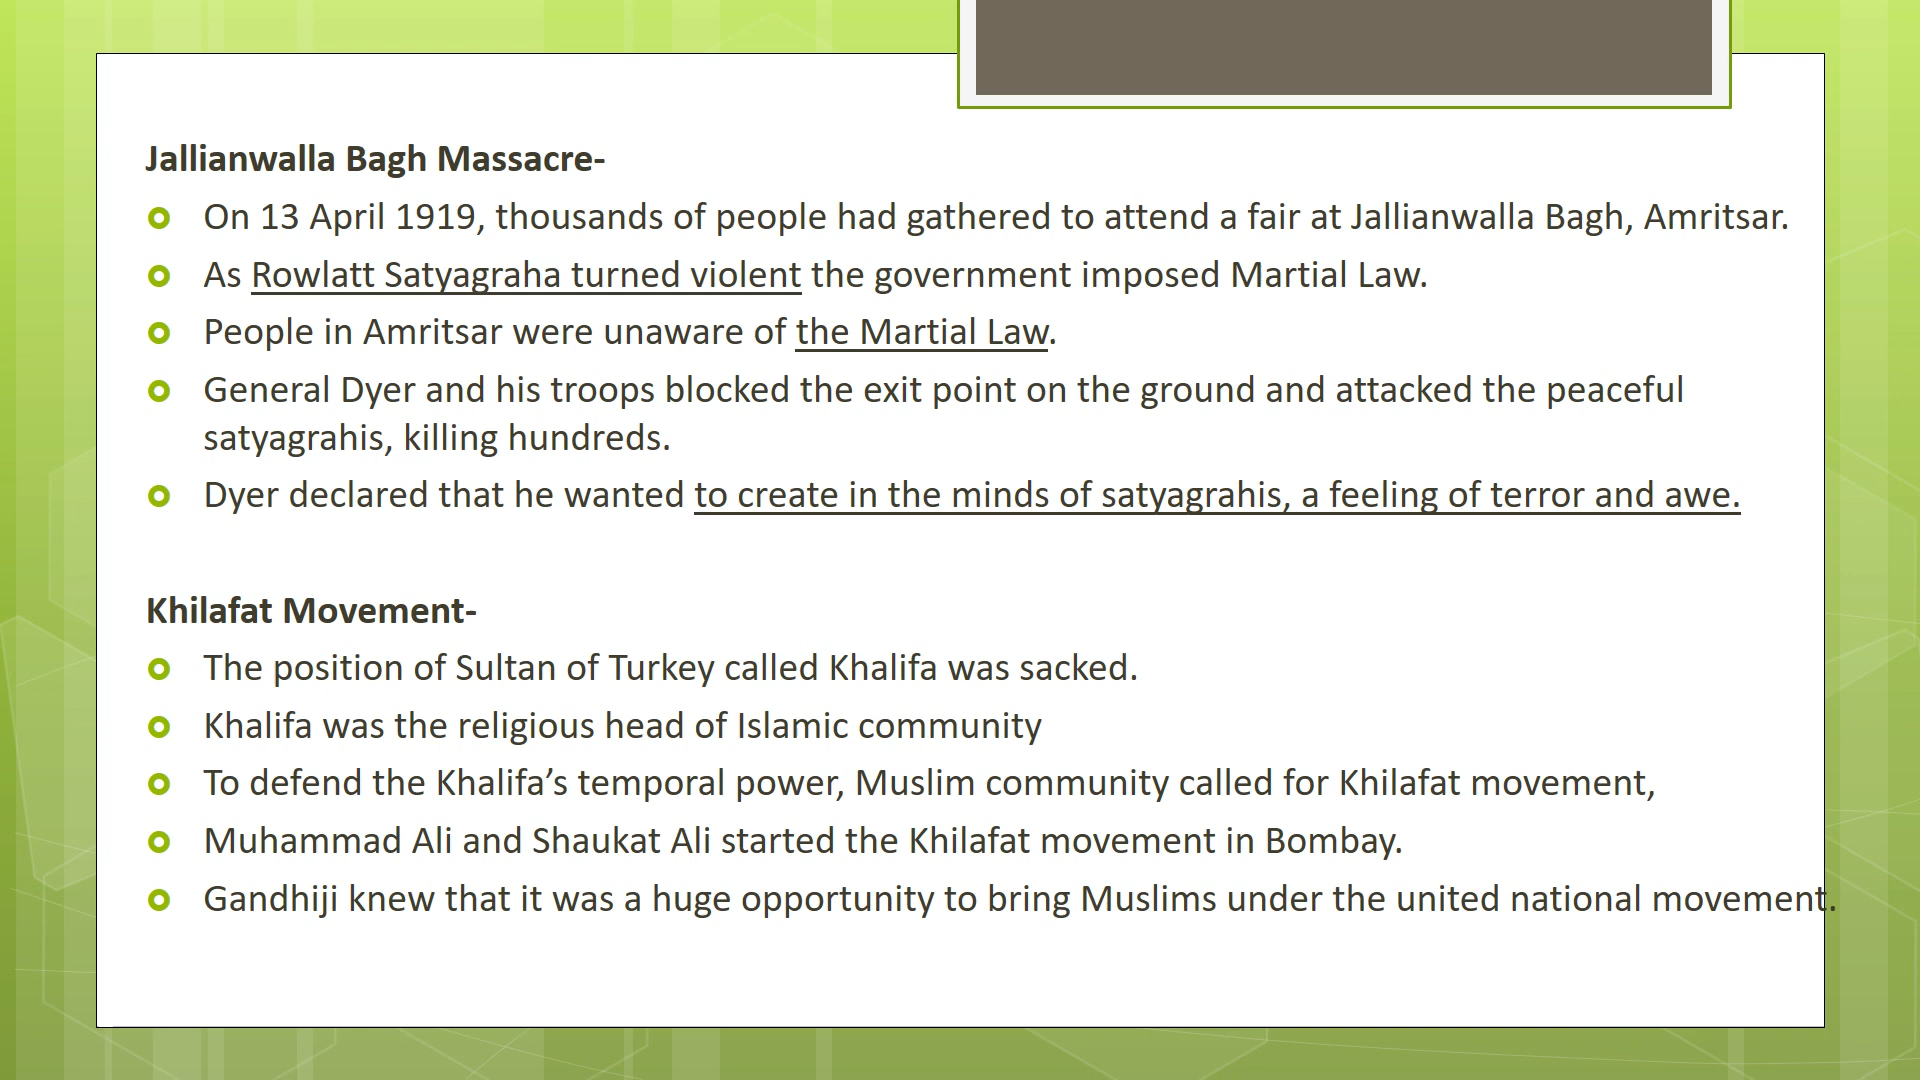 Jallianwalla Bagh Massacre-
On 13 April 1919, thousands of people had gathered to attend a fair at Jallianwalla Bagh, Amritsar.
As Rowlatt Satyagraha turned violent the government imposed Martial Law.
People in Amritsar were unaware of the Martial Law.
General Dyer and his troops blocked the exit point on the ground and attacked the peaceful
satyagrahis, killing hundreds.
Dyer declared that he wanted to create in the minds of satyagrahis, a feeling of terror and awe.
Khilafat Movement-
The position of Sultan of Turkey called Khalifa was sacked.
Khalifa was the religious head of Islamic community
To defend the Khalifa’s temporal power, Muslim community called for Khilafat movement,
Muhammad Ali and Shaukat Ali started the Khilafat movement in Bombay.
Gandhiji knew that it was a huge opportunity to bring Muslims under the united national movement.